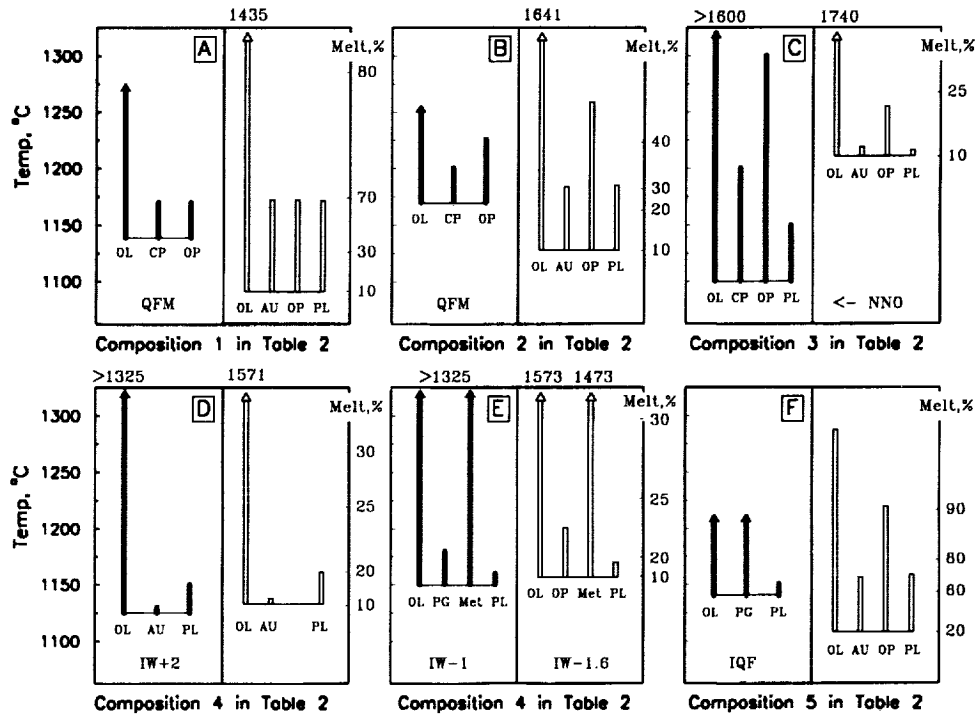 1435
1641
>1600 1740
A Melt,%
B Melt,%
C Melt,%
Temp, °C
1300
1250
1200
1150
1100
80
70
30
10
40
30
20
10
25
10
OL CP OP
OL AU OP PL
OL CP OP
OL AU OP PL
OL CP OP PL
OL AU OP PL
QFM
QFM
<- NNO
Composition 1 in Table 2
Composition 2 in Table 2
Composition 3 in Table 2
>1325 1571
>1325 1573 1473
D Melt,%
E Melt,%
F Melt,%
Temp, °C
1300
1250
1200
1150
1100
30
25
20
10
30
25
20
10
90
80
60
20
OL AU PL
OL AU PL
OL PG Met PL
OL OP Met PL
OL PG PL
OL AU OP PL
IW+2
IW-1
IW-1.6
IQF
Composition 4 in Table 2
Composition 4 in Table 2
Composition 5 in Table 2